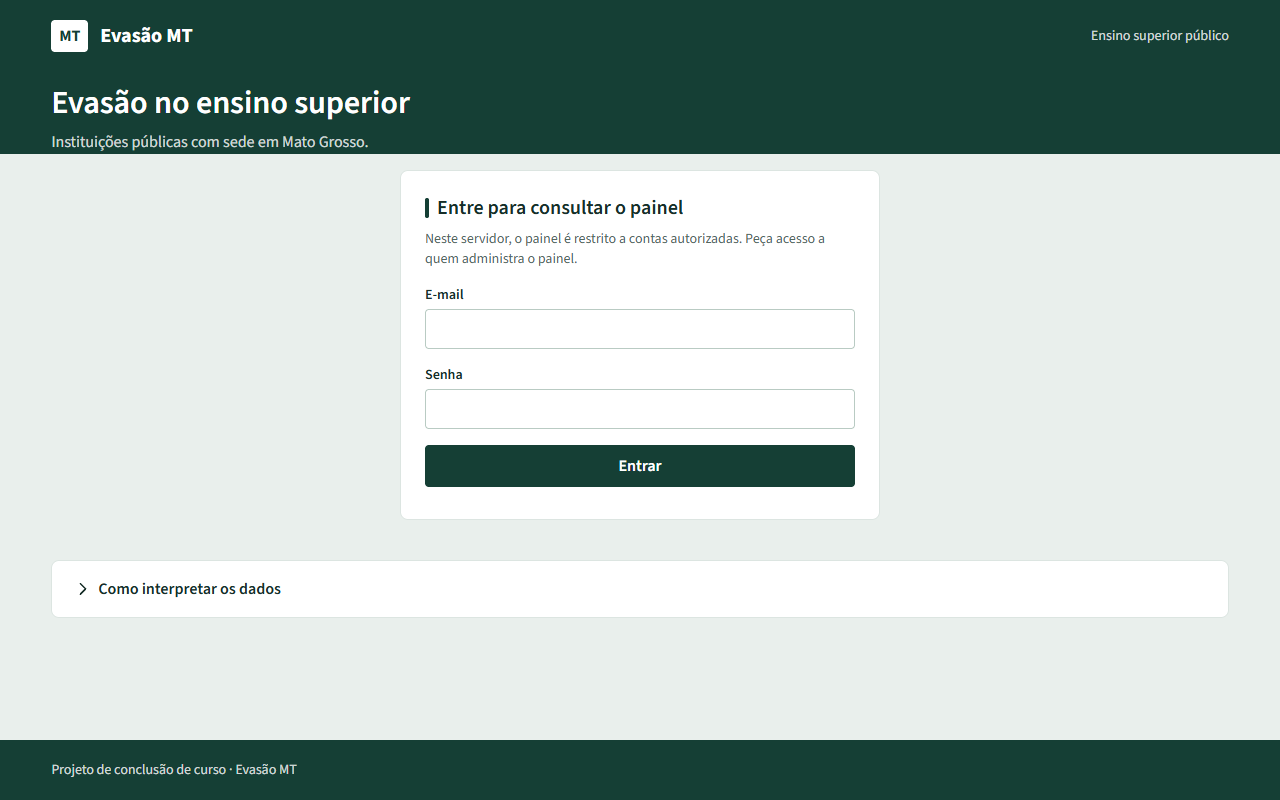 MT
Evasão MT
Ensino superior público
Evasão no ensino superior
Instituições públicas com sede em Mato Grosso.
Entre para consultar o painel
Neste servidor, o painel é restrito a contas autorizadas. Peça acesso a
quem administra o painel.
E-mail
Senha
Entrar
Como interpretar os dados
Projeto de conclusão de curso · Evasão MT